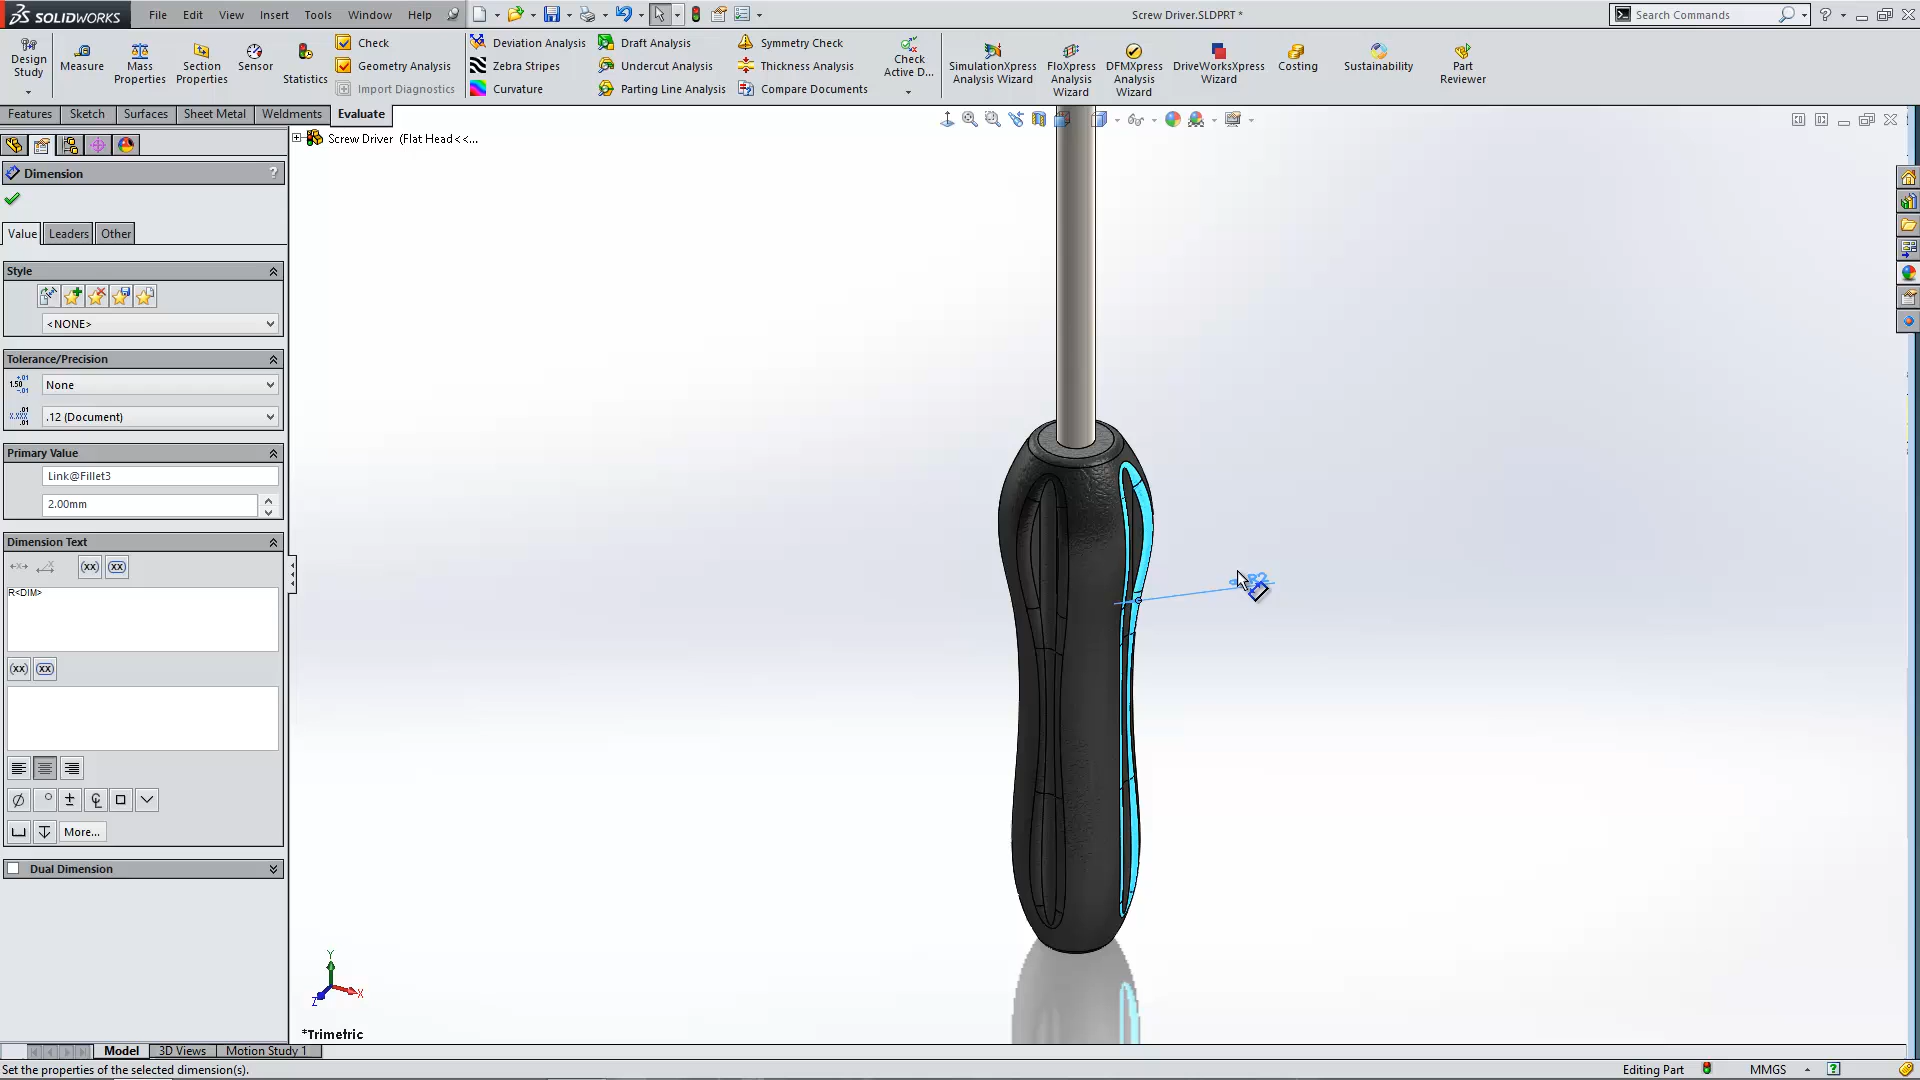 SOLIDWORKS
File Edit View Insert Tools Window Help
Screw Driver.SLDPRT *
Search Commands
Design Study
Measure
Mass Properties
Section Properties
Sensor
Statistics
Check
Geometry Analysis
Import Diagnostics
Deviation Analysis
Zebra Stripes
Curvature
Draft Analysis
Undercut Analysis
Parting Line Analysis
Symmetry Check
Thickness Analysis
Compare Documents
Check Active D...
SimulationXpress Analysis Wizard
FloXpress Analysis Wizard
DFMXpress Analysis Wizard
DriveWorksXpress Wizard
Costing
Sustainability
Part Reviewer
Features Sketch Surfaces Sheet Metal Weldments Evaluate
Screw Driver (Flat Head<<...
Dimension ?
Value Leaders Other
Style
<NONE>
Tolerance/Precision
None
.12 (Document)
Primary Value
Link@Fillet3
2.00mm
Dimension Text
(xx) (xx)
R<DIM>
(xx) (xx)
More...
Dual Dimension
R2
Y
X
Z
*Trimetric
Model 3D Views Motion Study 1
Set the properties of the selected dimension(s).
Editing Part
MMGS